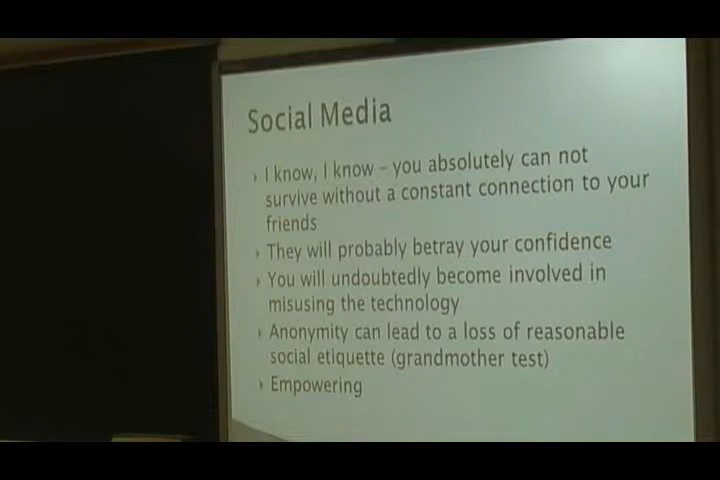 Social Media
I know, I know – you absolutely can not
survive without a constant connection to your
friends
They will probably betray your confidence
You will undoubtedly become involved in
misusing the technology
Anonymity can lead to a loss of reasonable
social etiquette (grandmother test)
Empowering